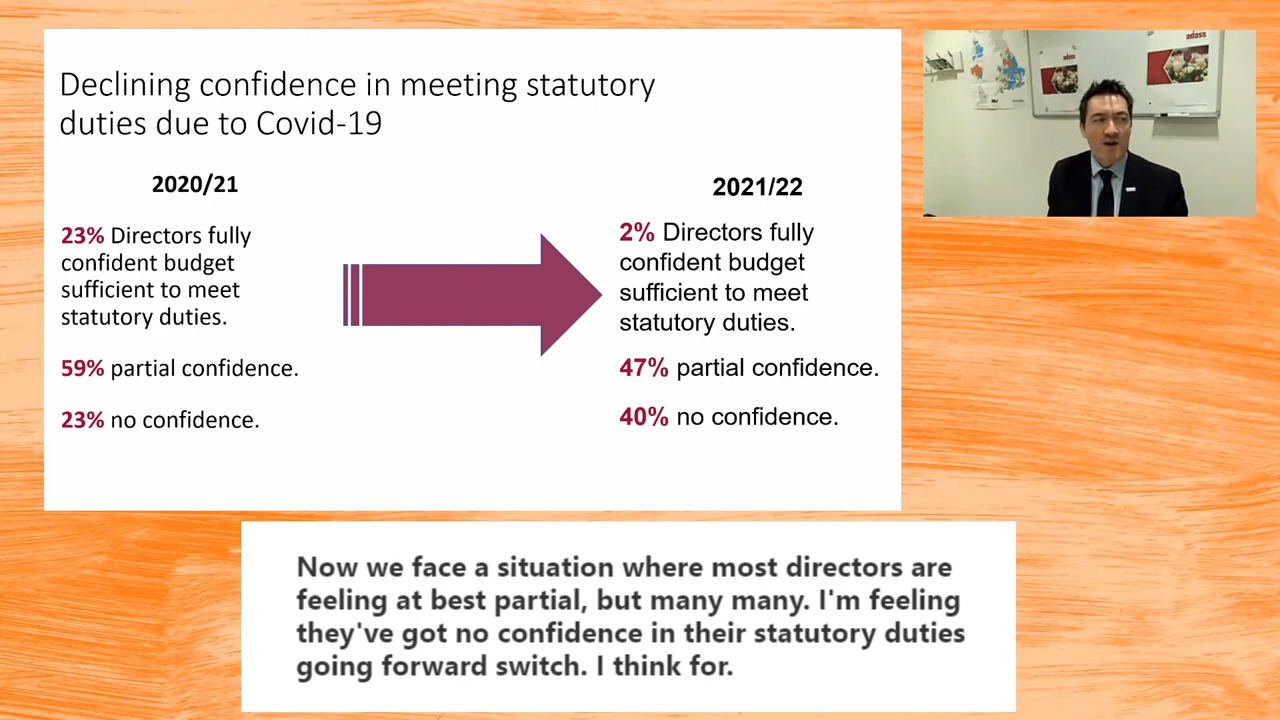 Declining confidence in meeting statutory
duties due to Covid-19
2020/21
23% Directors fully
confident budget
sufficient to meet
statutory duties.
59% partial confidence.
23% no confidence.
2021/22
2% Directors fully
confident budget
sufficient to meet
statutory duties.
47% partial confidence.
40% no confidence.
adass
adass
Now we face a situation where most directors are
feeling at best partial, but many many. I'm feeling
they've got no confidence in their statutory duties
going forward switch. I think for.